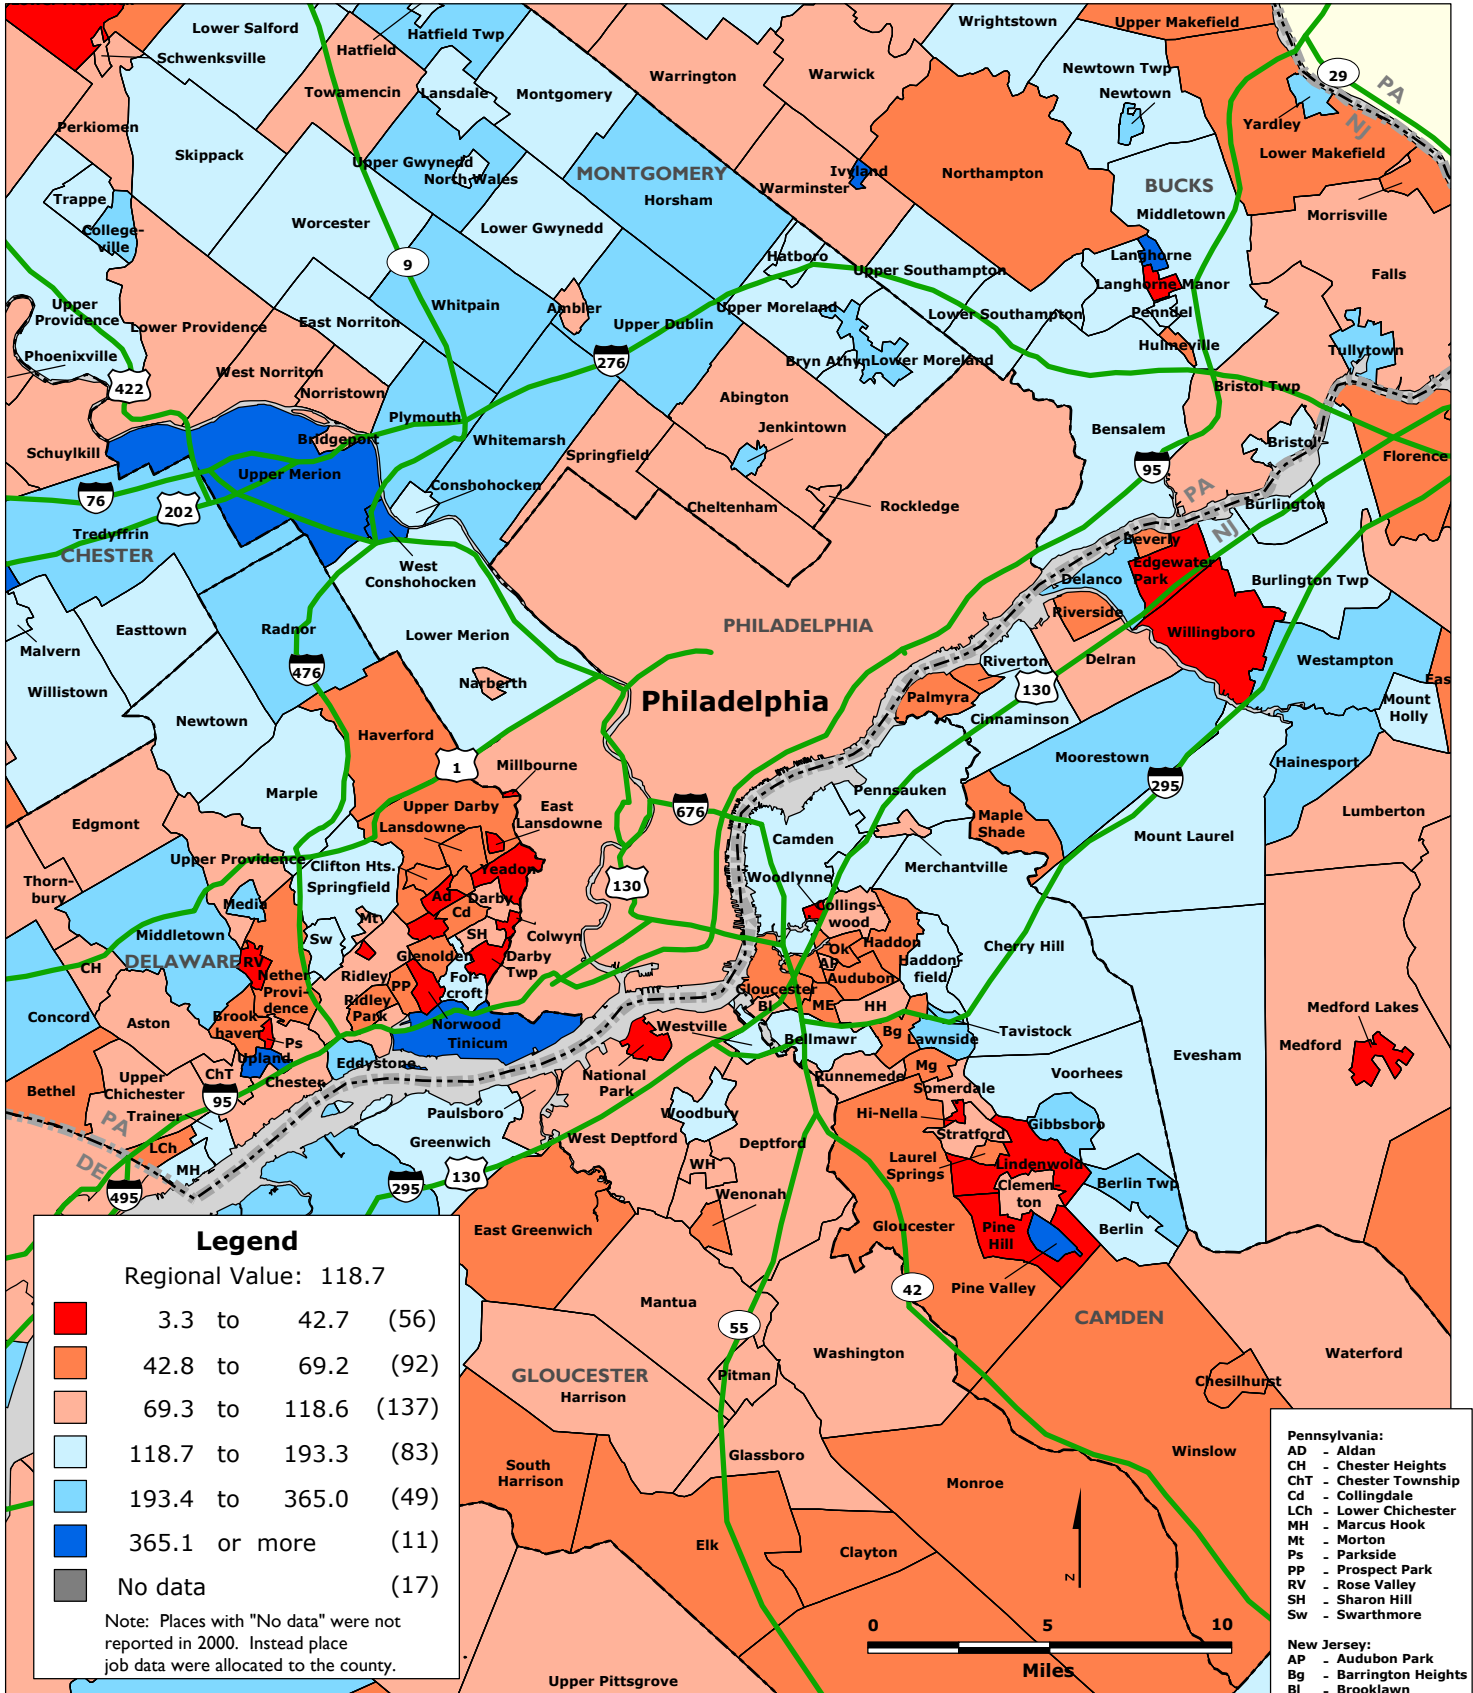 Lower Salford
Hatfield Twp
Wrightstown
Upper Makefield
Schwenksville
Hatfield
Warrington
Warwick
Newtown Twp
29
PA
NJ
Towamencin
Lansdale
Montgomery
Newtown
Yardley
Perkiomen
Lower Makefield
Skippack
Upper Gwynedd
North Wales
MONTGOMERY
Horsham
Ivyland
Warminster
Northampton
BUCKS
Middletown
Morrisville
Trappe
College-
ville
Worcester
Lower Gwynedd
9
Hatboro
Upper Southampton
Langhorne
Langhorne Manor
Falls
Upper
Providence
Whitpain
Ambler
Upper Dublin
Upper Moreland
Lower Southampton
Penndel
Lower Providence
East Norriton
Hulmeville
Tullytown
Phoenixville
276
Bryn Athyn
Lower Moreland
422
West Norriton
Norristown
Abington
Bristol Twp
Plymouth
Jenkintown
Bensalem
Bristol
Schuylkill
Bridgeport
Whitemarsh
Springfield
Florence
Upper Merion
Conshohocken
95
76
202
Cheltenham
Rockledge
PA
NJ
Burlington
Tredyffrin
CHESTER
Beverly
Edgewater
Park
West
Conshohocken
Delanco
Burlington Twp
Easttown
Radnor
Lower Merion
PHILADELPHIA
Riverside
Willingboro
Malvern
476
Riverton
Delran
Westampton
Willistown
Narberth
Philadelphia
Palmyra
130
Eas
Newtown
Cinnaminson
Mount
Holly
Haverford
1
Millbourne
Moorestown
Hainesport
Marple
295
Pennsauken
Edgmont
Upper Darby
East
Lansdowne
676
Lansdowne
Maple
Shade
Lumberton
Camden
Mount Laurel
Upper Providence
Clifton Hts.
Springfield
Yeadon
Merchantville
Thorn-
bury
130
Woodlynne
Media
Ad
Darby
Collings-
wood
Cd
Mt
Middletown
Sw
SH
Colwyn
OK
Haddon
Cherry Hill
DELAWARE
RV
CH
Glenolden
Darby
Twp
AP
Haddon-
field
Nether
Provi-
dence
Ridley
PP
Fol-
croft
Audubon
Gloucester
Ridley
Park
Bl
ME
HH
Concord
Aston
Brook
haven
Norwood
Westville
Medford Lakes
Ps
Tinicum
Bellmawr
Bg
Lawnside
Tavistock
Medford
Upland
Eddystone
Evesham
Bethel
Upper
Chichester
ChT
Chester
National
Park
Runnemede
Mg
Voorhees
95
Somerdale
Trainer
Paulsboro
Woodbury
Hi-Nella
Gibbsboro
PA
DE
LCh
Greenwich
West Deptford
Deptford
Stratford
MH
Laurel
Springs
Lindenwold
WH
495
295
130
Wenonah
Clemen-
ton
Berlin Twp
East Greenwich
Gloucester
Pine
Hill
Berlin
42
Pine Valley
Mantua
CAMDEN
55
Washington
Waterford
GLOUCESTER
Harrison
Pitman
Chesilhurst
Glassboro
Winslow
South
Harrison
Monroe
Elk
Clayton
Upper Pittsgrove
Legend
Regional Value: 118.7
3.3 to 42.7 (56)
42.8 to 69.2 (92)
69.3 to 118.6 (137)
118.7 to 193.3 (83)
193.4 to 365.0 (49)
365.1 or more (11)
No data (17)
Note: Places with "No data" were not
reported in 2000. Instead place
job data were allocated to the county.
N
0 5 10
Miles
Pennsylvania:
AD - Aldan
CH - Chester Heights
ChT - Chester Township
Cd - Collingdale
LCh - Lower Chichester
MH - Marcus Hook
Mt - Morton
Ps - Parkside
PP - Prospect Park
RV - Rose Valley
SH - Sharon Hill
Sw - Swarthmore
New Jersey:
AP - Audubon Park
Bg - Barrington Heights
Bl - Brooklawn